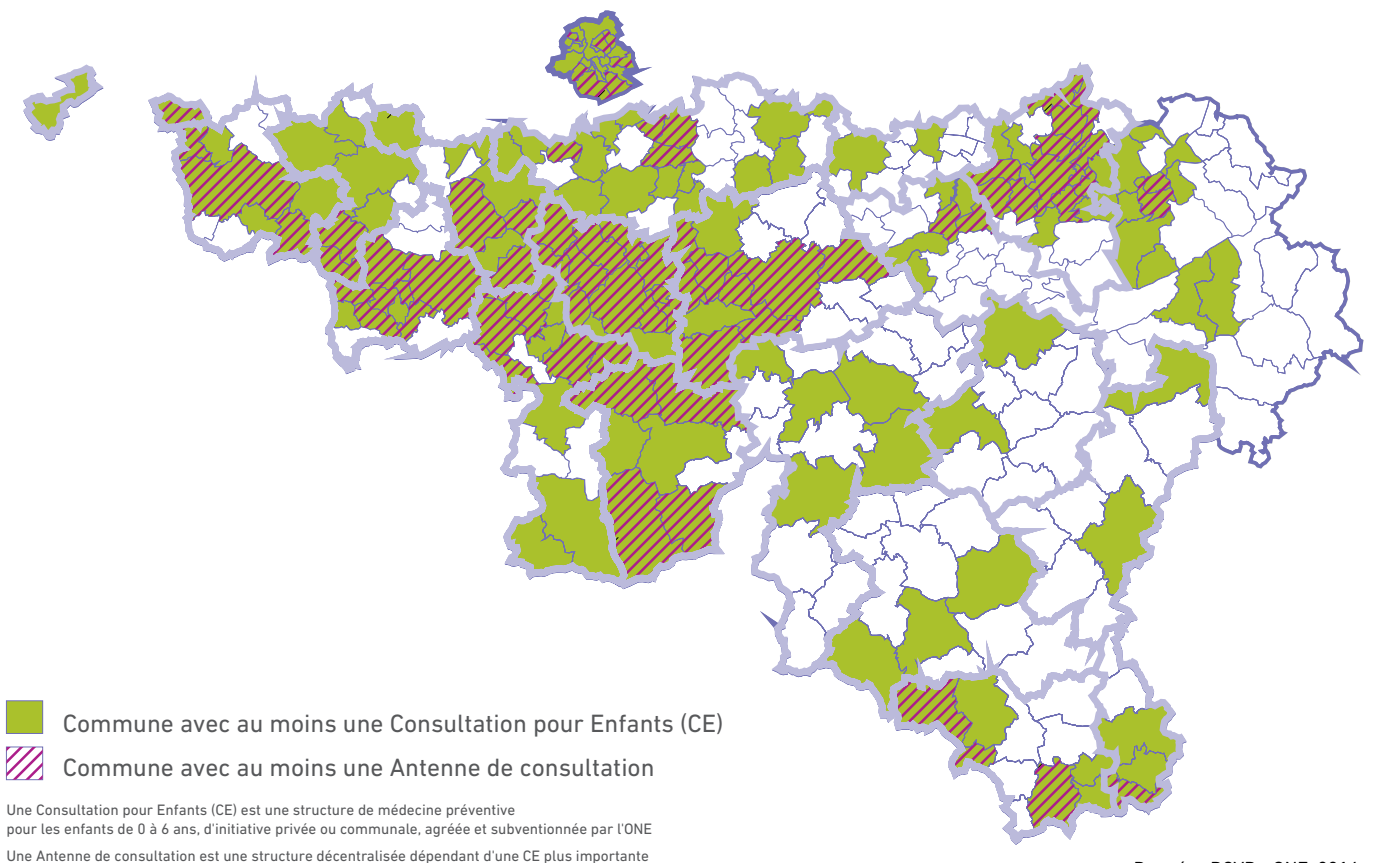 Commune avec au moins une Consultation pour Enfants (CE)
Commune avec au moins une Antenne de consultation
Une Consultation pour Enfants (CE) est une structure de médecine préventive
pour les enfants de 0 à 6 ans, d'initiative privée ou communale, agréée et subventionnée par l'ONE
Une Antenne de consultation est une structure décentralisée dépendant d'une CE plus importante